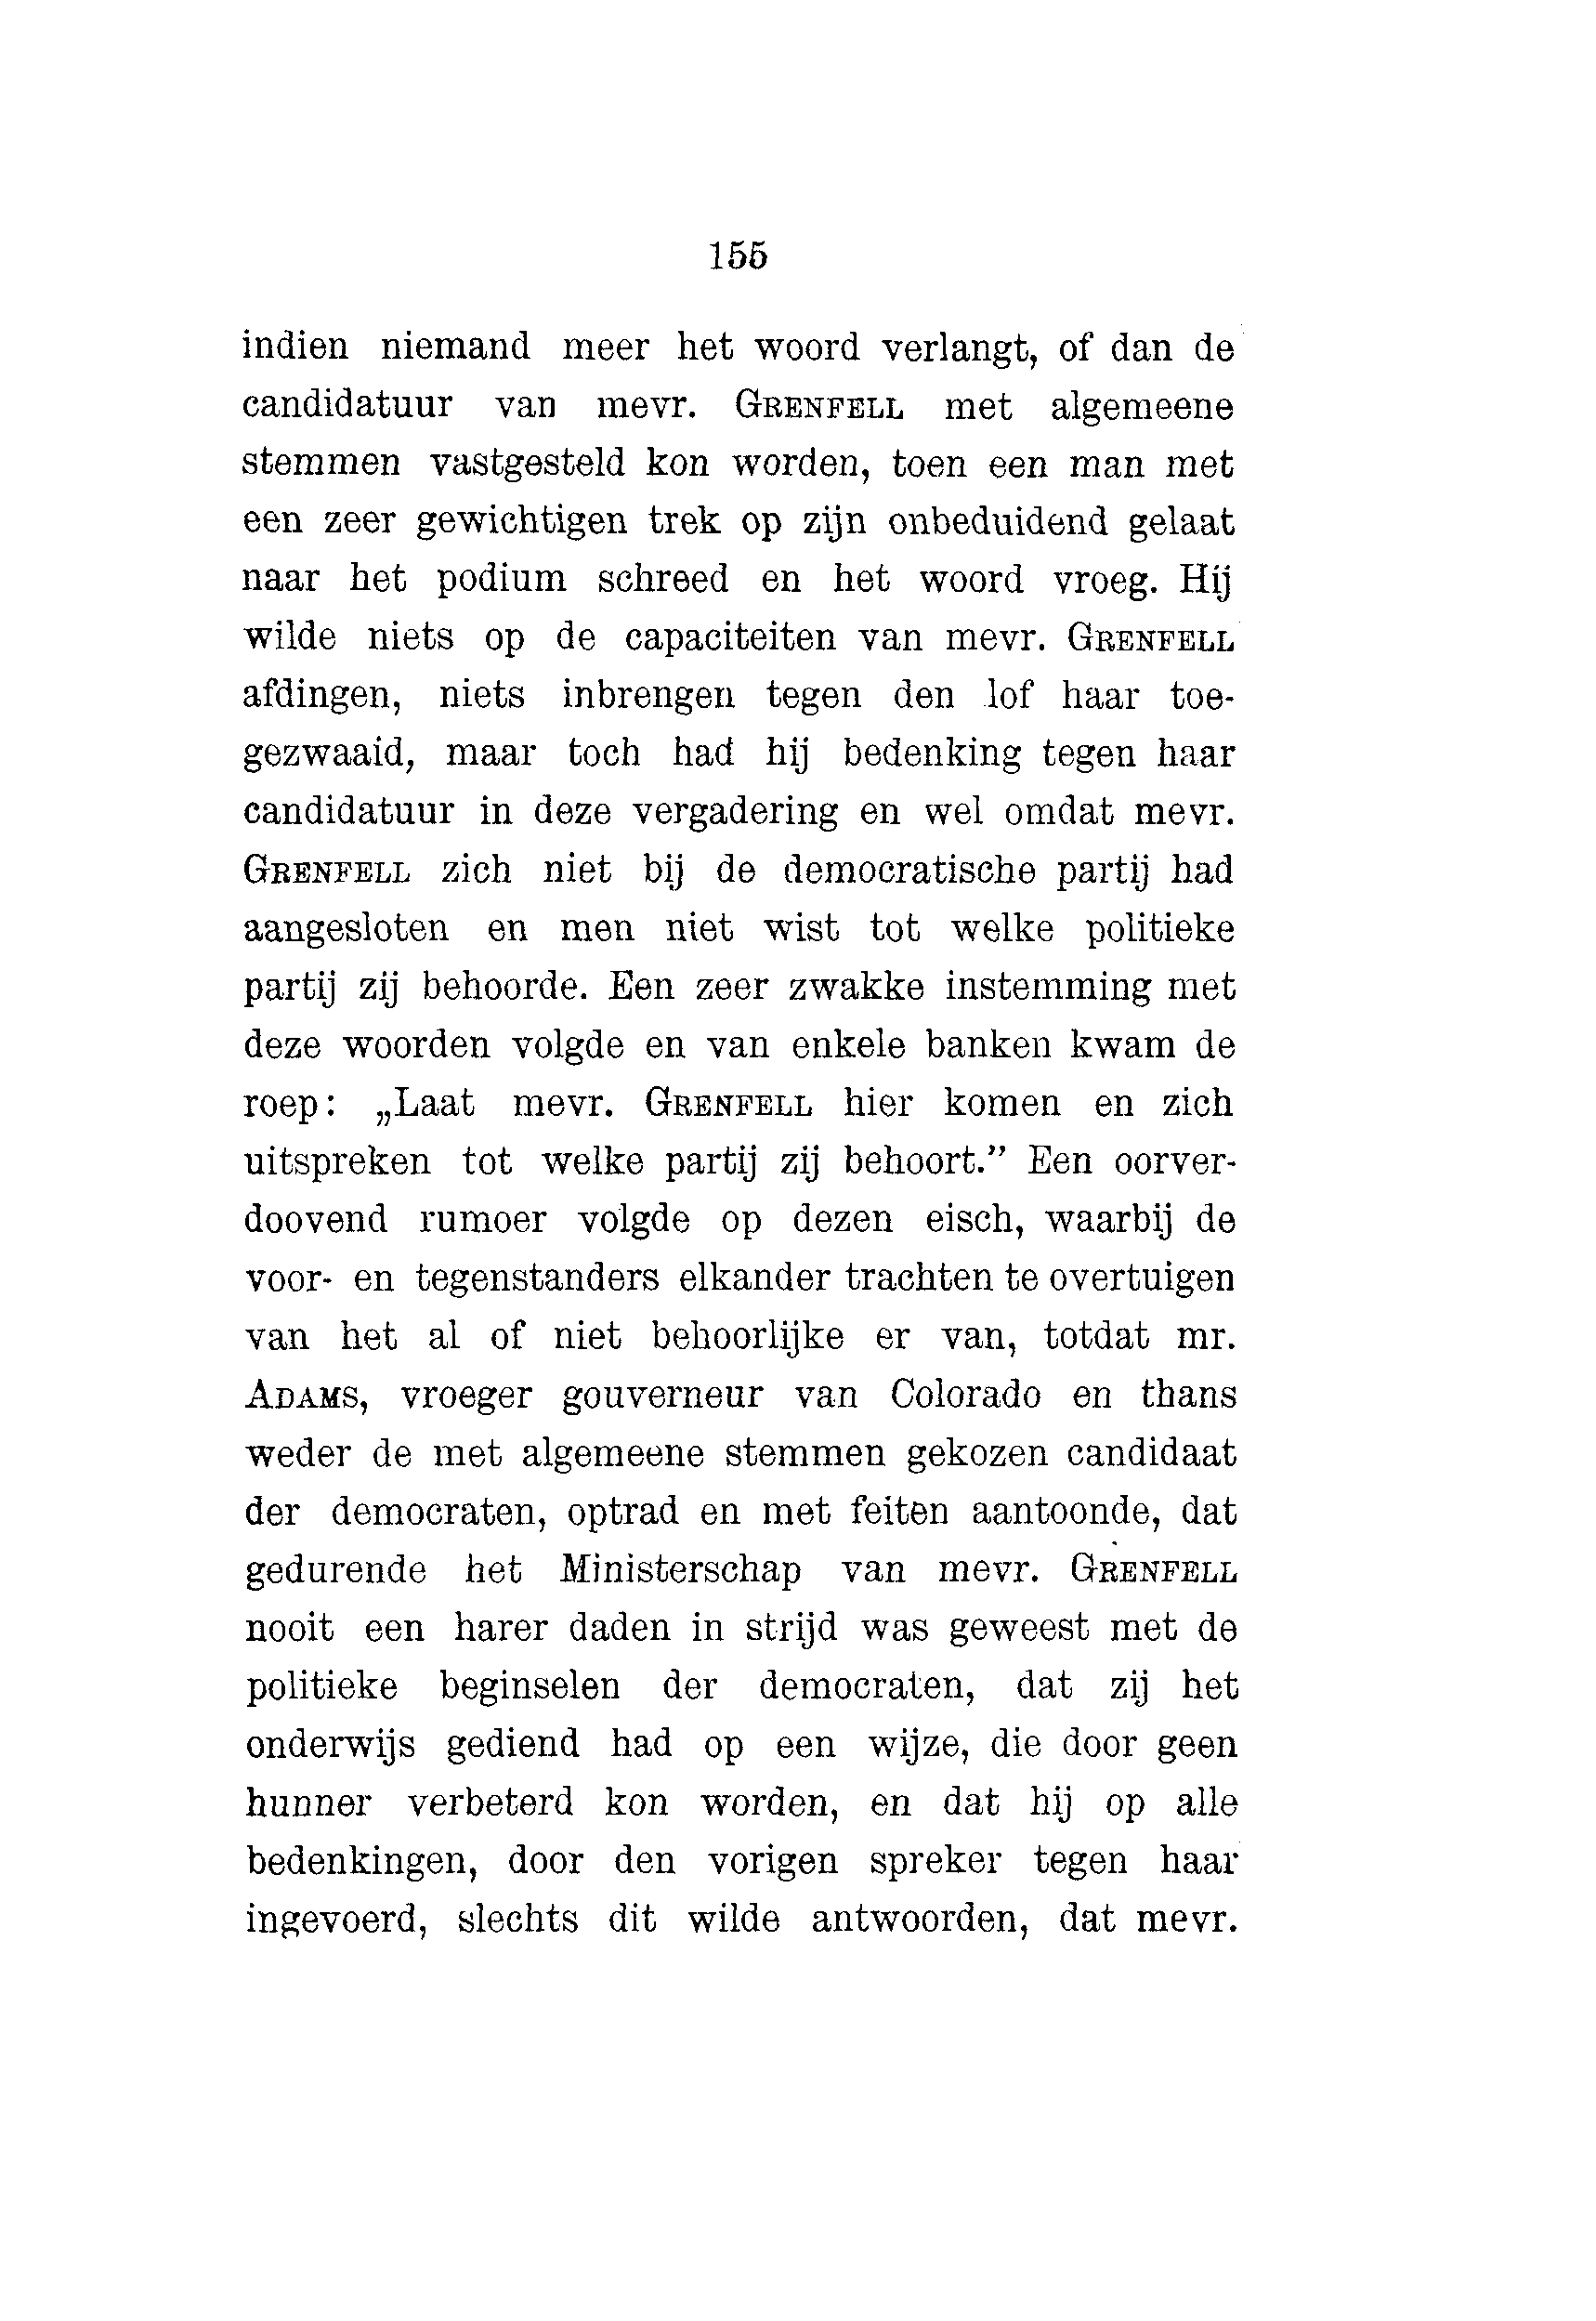 155
indien niemand meer het woord verlangt, of dan de
candidatuur van mevr. GRENFELL met algemeene
stemmen vastgesteld kon worden, toen een man met
een zeer gewichtigen trek op zijn onbeduidend gelaat
naar het podium schreed en het woord vroeg. Hij
wilde niets op de capaciteiten van mevr. GRENFELL
afdingen, niets inbrengen tegen den lof haar toe-
gezwaaid, maar toch had hij bedenking tegen haar
candidatuur in deze vergadering en wel omdat mevr.
GRENFELL zich niet bij de democratische partij had
aangesloten en men niet wist tot welke politieke
partij zij behoorde. Een zeer zwakke instemming met
deze woorden volgde en van enkele banken kwam de
roep: „Laat mevr. GRENFELL hier komen en zich
uitspreken tot welke partij zij behoort.” Een oorver-
doovend rumoer volgde op dezen eisch, waarbij de
voor- en tegenstanders elkander trachten te overtuigen
van het al of niet behoorlijke er van, totdat mr.
ADAMS, vroeger gouverneur van Colorado en thans
weder de met algemeene stemmen gekozen candidaat
der democraten, optrad en met feiten aantoonde, dat
gedurende het Ministerschap van mevr. GRENFELL
nooit een harer daden in strijd was geweest met de
politieke beginselen der democraten, dat zij het
onderwijs gediend had op een wijze, die door geen
hunner verbeterd kon worden, en dat hij op alle
bedenkingen, door den vorigen spreker tegen haar
ingevoerd, slechts dit wilde antwoorden, dat mevr.